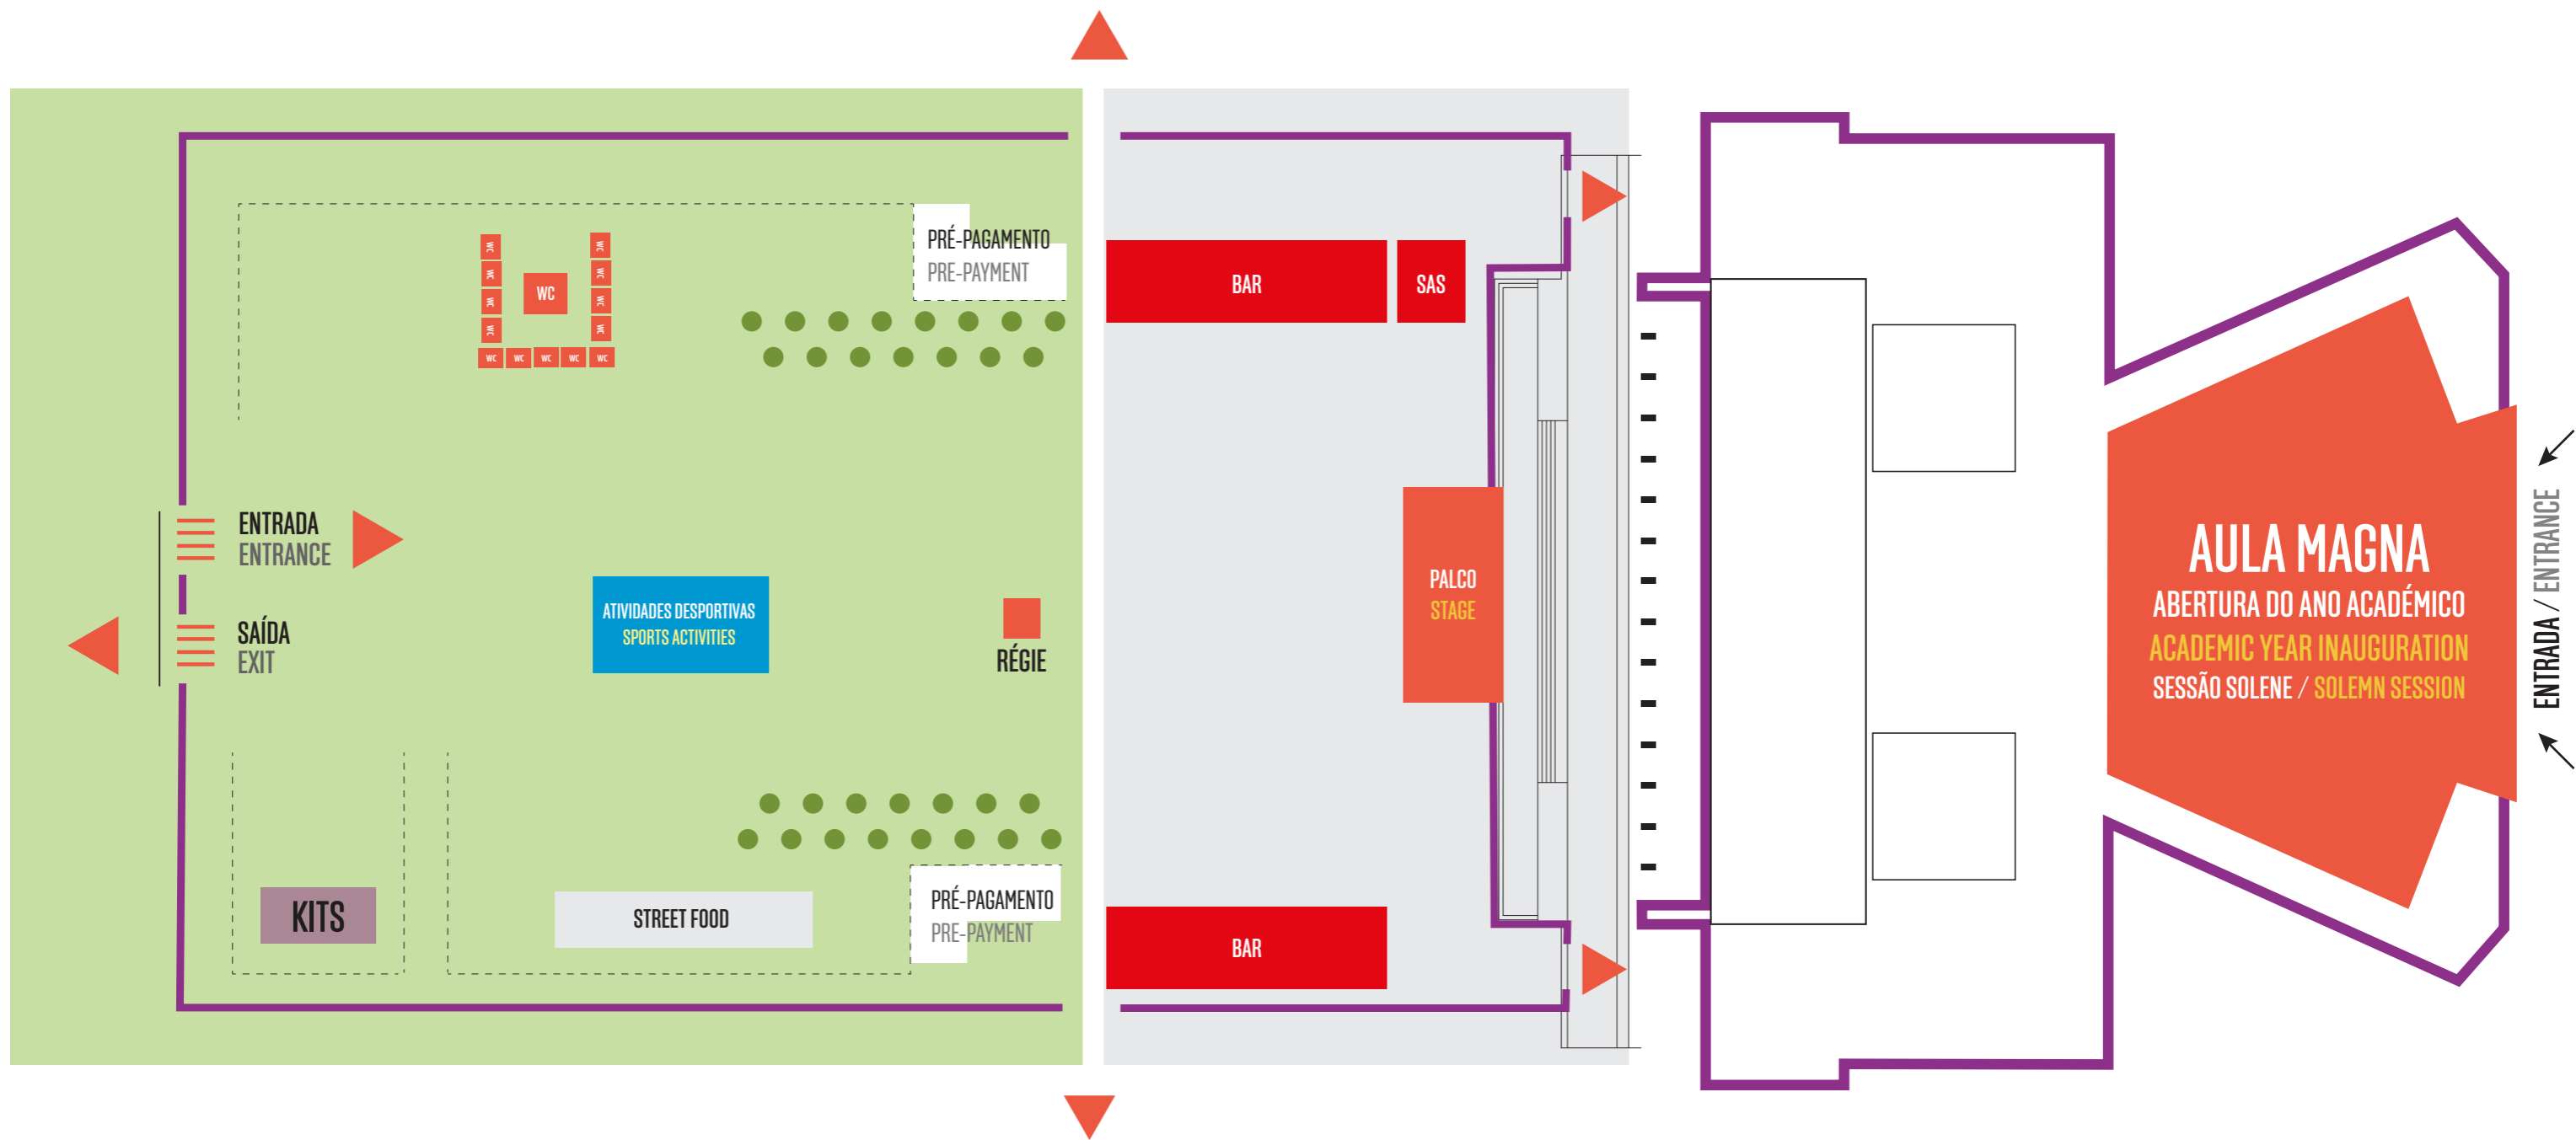 PRÉ-PAGAMENTO
PRE-PAYMENT
WC
WC
WC
WC
WC
WC
WC
WC
WC
WC
WC
WC
WC
WC
BAR
SAS
ENTRADA
ENTRANCE
SAÍDA
EXIT
ATIVIDADES DESPORTIVAS
SPORTS ACTIVITIES
RÉGIE
PALCO
STAGE
AULA MAGNA
ABERTURA DO ANO ACADÉMICO
ACADEMIC YEAR INAUGURATION
SESSÃO SOLENE / SOLEMN SESSION
ENTRADA / ENTRANCE
KITS
STREET FOOD
PRÉ-PAGAMENTO
PRE-PAYMENT
BAR